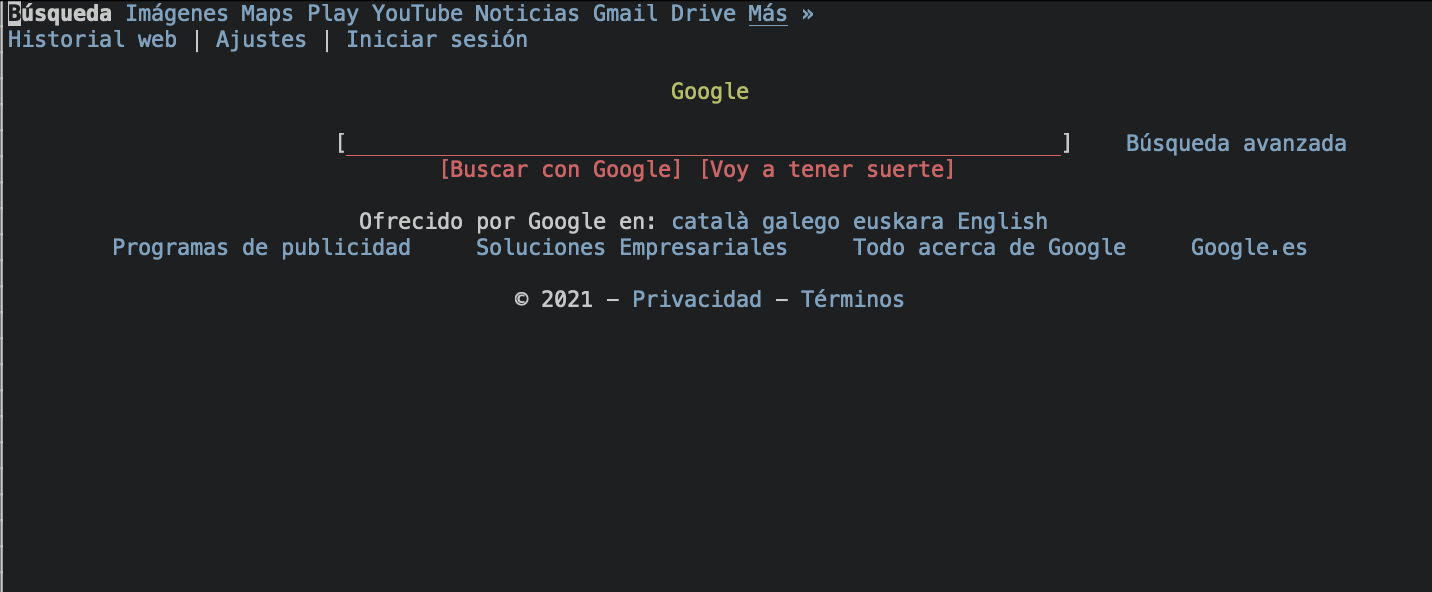 Búsqueda Imágenes Maps Play YouTube Noticias Gmail Drive Más »
Historial web | Ajustes | Iniciar sesión
Google
[_______________________________________________________] Búsqueda avanzada
[Buscar con Google] [Voy a tener suerte]
Ofrecido por Google en: català galego euskara English
Programas de publicidad Soluciones Empresariales Todo acerca de Google Google.es
© 2021 – Privacidad – Términos